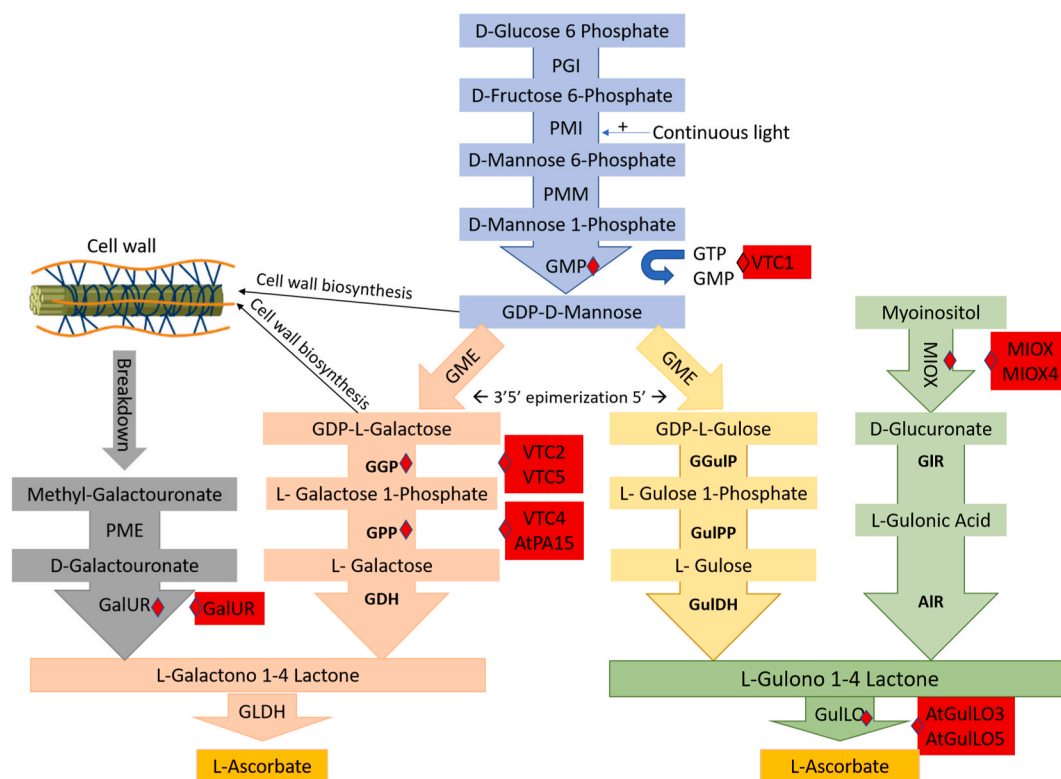 D-Glucose 6 Phosphate
PGI
D-Fructose 6-Phosphate
PMI
+
Continuous light
D-Mannose 6-Phosphate
PMM
D-Mannose 1-Phosphate
GMP
GTP
GMP
VTC1
GDP-D-Mannose
Cell wall
Cell wall biosynthesis
Cell wall biosynthesis
Breakdown
GME
GME
← 3’5’ epimerization 5’ →
Myoinositol
MIOX
MIOX
MIOX4
GDP-L-Galactose
GGP
VTC2
VTC5
L- Galactose 1-Phosphate
GPP
VTC4
AtPA15
L- Galactose
GDH
GDP-L-Gulose
GGulP
L- Gulose 1-Phosphate
GulPP
L- Gulose
GulDH
D-Glucuronate
GlR
L-Gulonic Acid
AlR
Methyl-Galactouronate
PME
D-Galactouronate
GalUR
GalUR
L-Galactono 1-4 Lactone
GLDH
L-Ascorbate
L-Gulono 1-4 Lactone
GulLO
AtGulLO3
AtGulLO5
L-Ascorbate